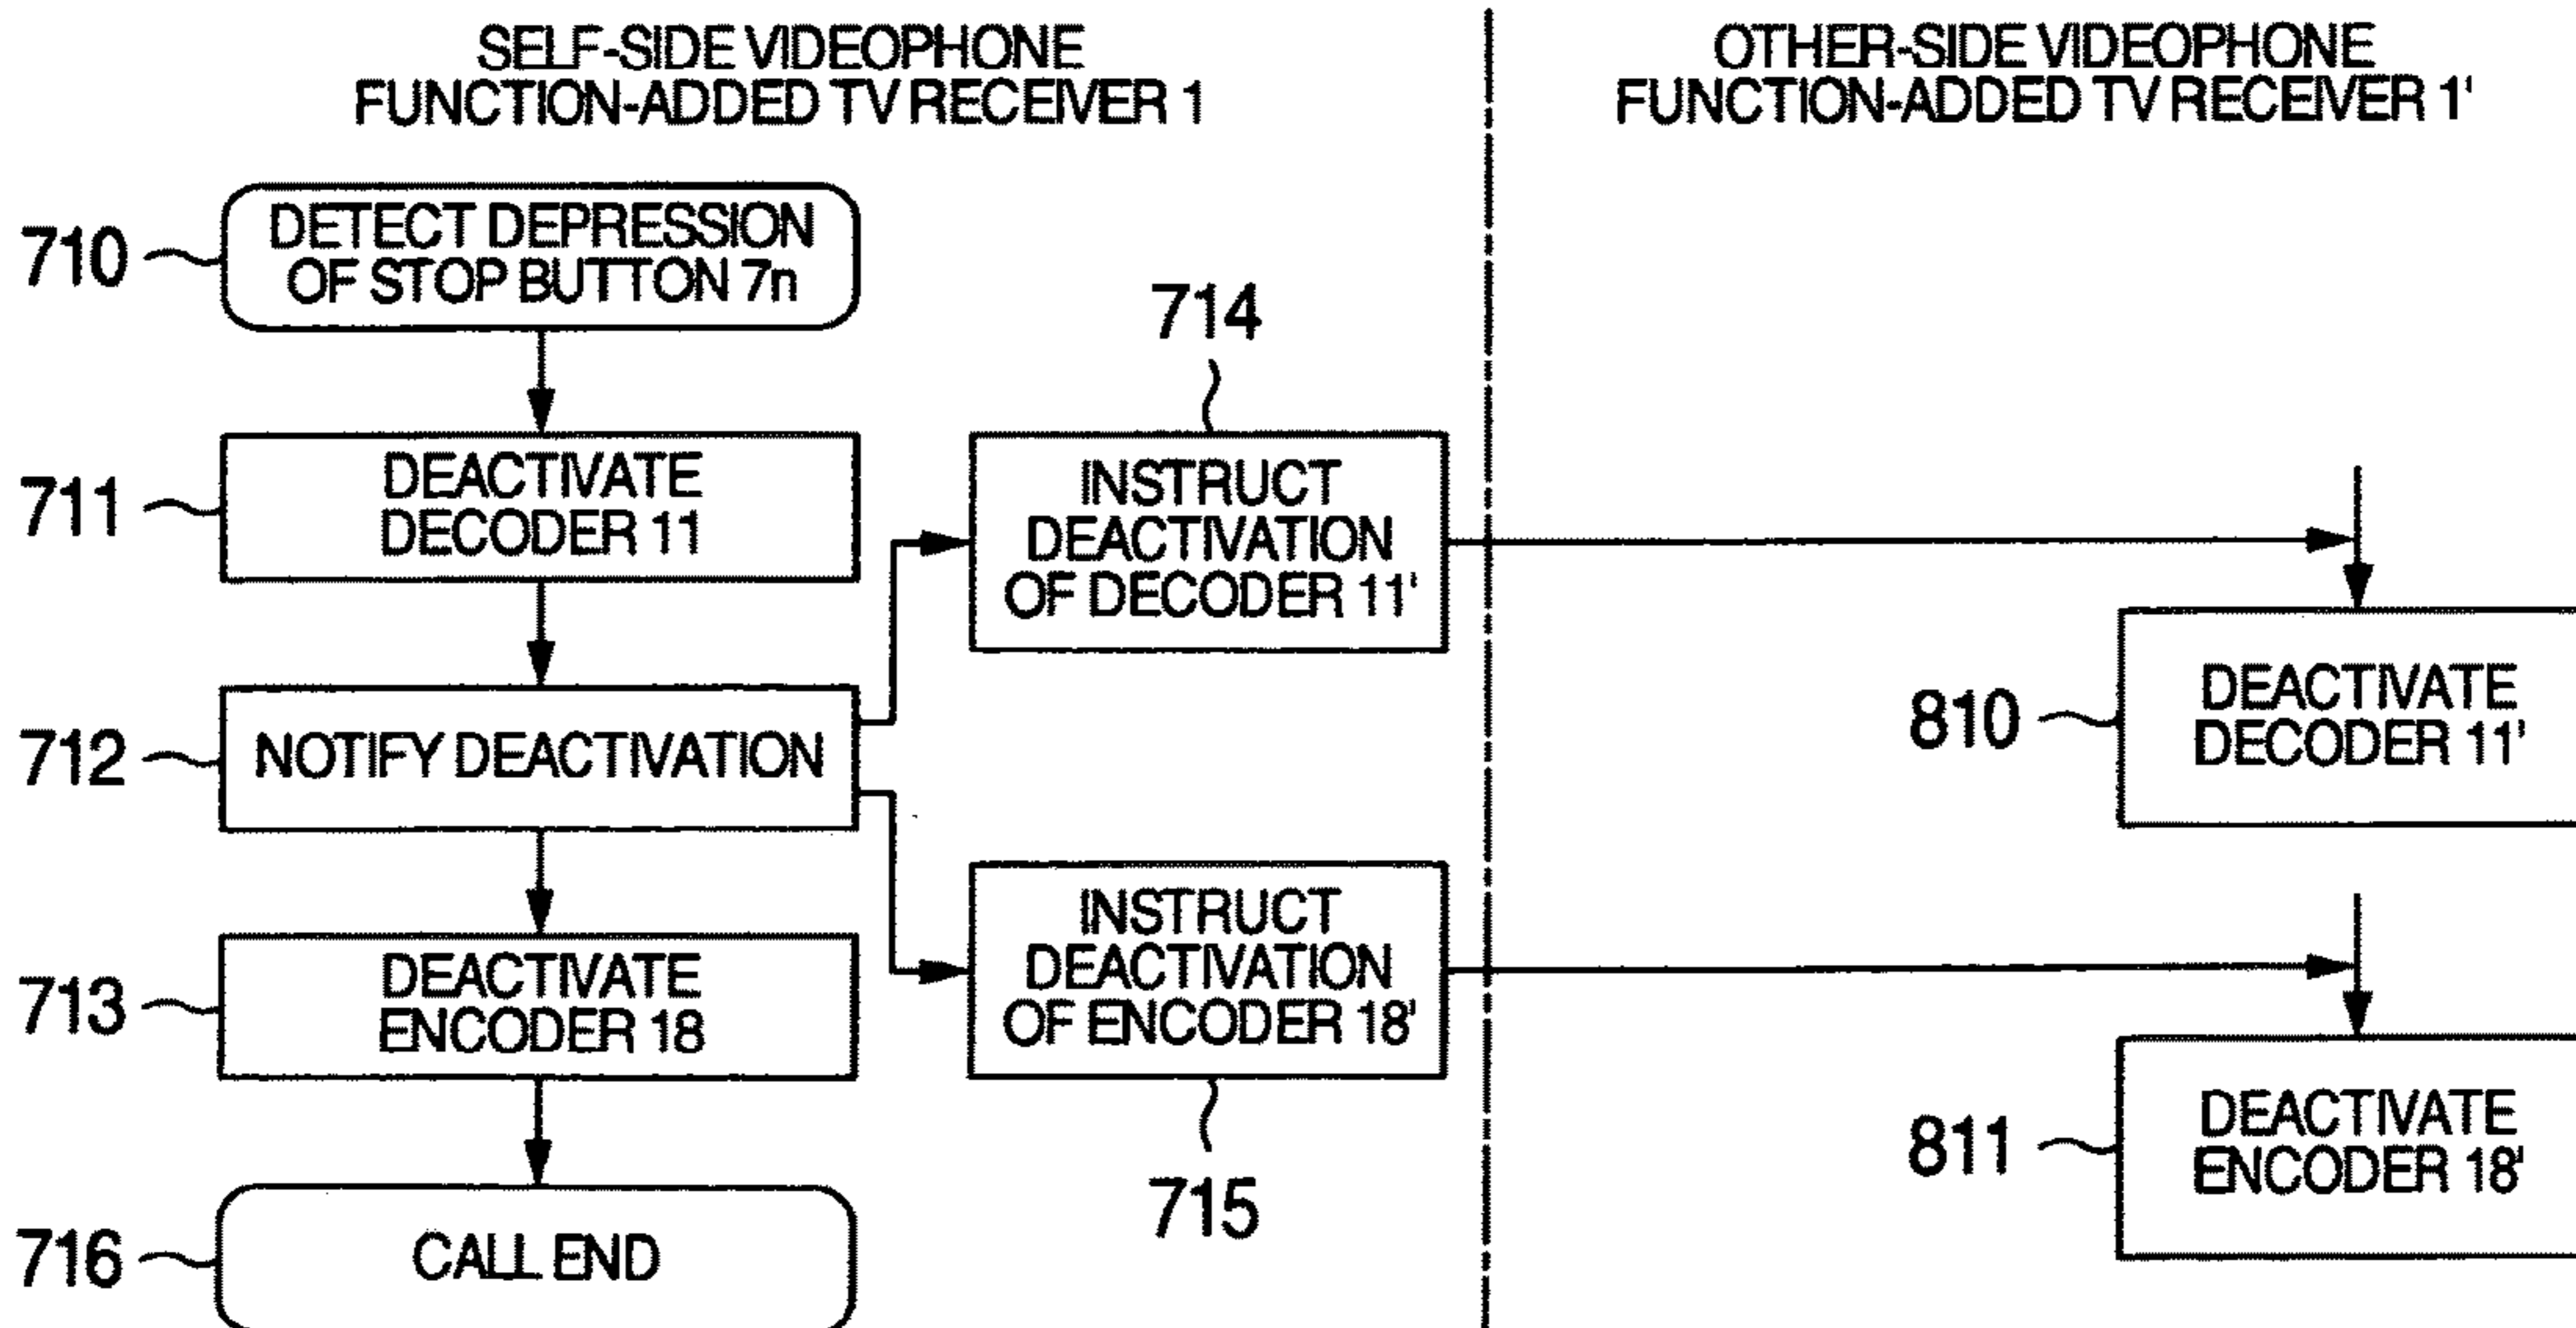 SELF-SIDE VIDEOPHONE
FUNCTION-ADDED TV RECEIVER 1
OTHER-SIDE VIDEOPHONE
FUNCTION-ADDED TV RECEIVER 1'
710
DETECT DEPRESSION
OF STOP BUTTON 7n
714
711
DEACTIVATE
DECODER 11
INSTRUCT
DEACTIVATION
OF DECODER 11'
712
NOTIFY DEACTIVATION
810
DEACTIVATE
DECODER 11'
713
DEACTIVATE
ENCODER 18
INSTRUCT
DEACTIVATION
OF ENCODER 18'
715
811
DEACTIVATE
ENCODER 18'
716
CALL END